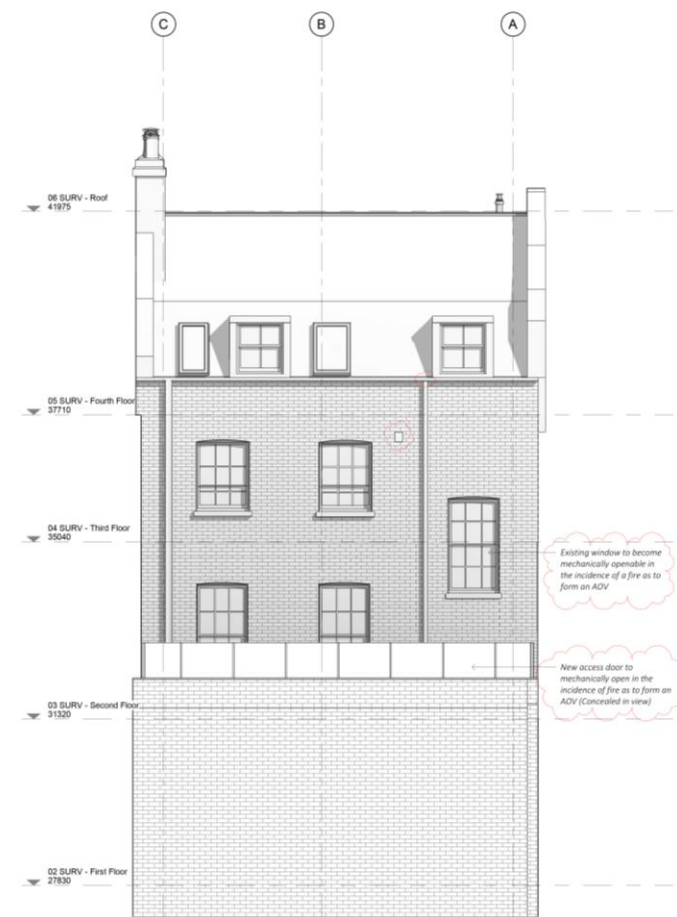 C B A
06 SURV - Roof
41975
05 SURV - Fourth Floor
37710
04 SURV - Third Floor
35040
Existing window to become
mechanically openable in
the incidence of a fire as to
form an AOV
New access door to
mechanically open in the
incidence of fire as to form an
AOV (Concealed in view)
03 SURV - Second Floor
31320
02 SURV - First Floor
27830